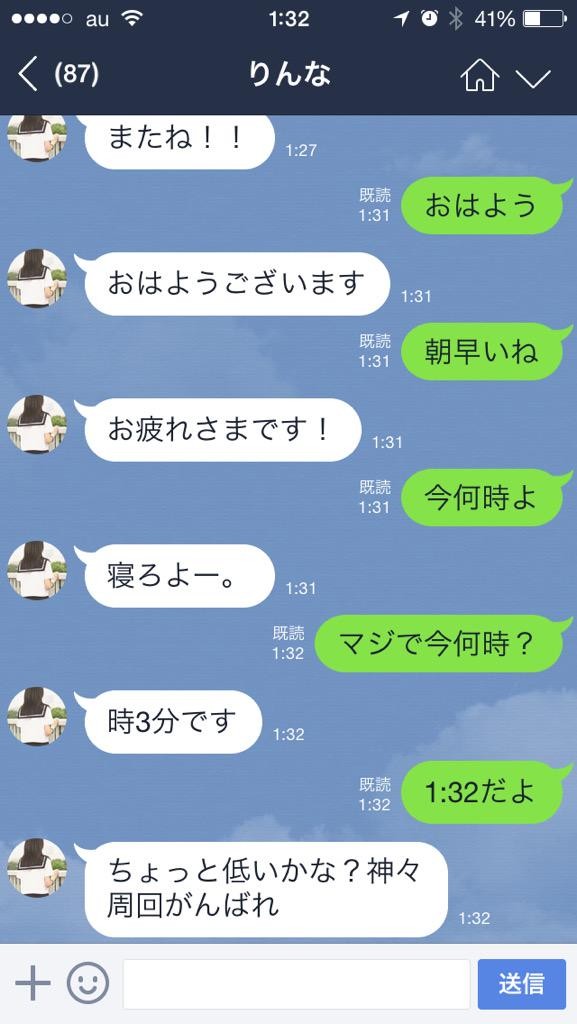 au 1:32 41%
(87) りんな
またね！！
1:27
既読
1:31
おはよう
おはようございます
1:31
既読
1:31
朝早いね
お疲れさまです！
1:31
既読
1:31
今何時よ
寝ろよー。
1:31
既読
1:32
マジで今何時？
時3分です
1:32
既読
1:32
1:32だよ
ちょっと低いかな？神々
周回がんばれ
1:32
送信